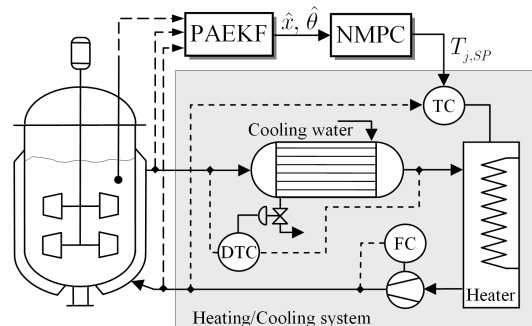 PAEKF
x̂, θ̂
NMPC
T_{j,SP}
TC
Cooling water
DTC
FC
Heater
Heating/Cooling system